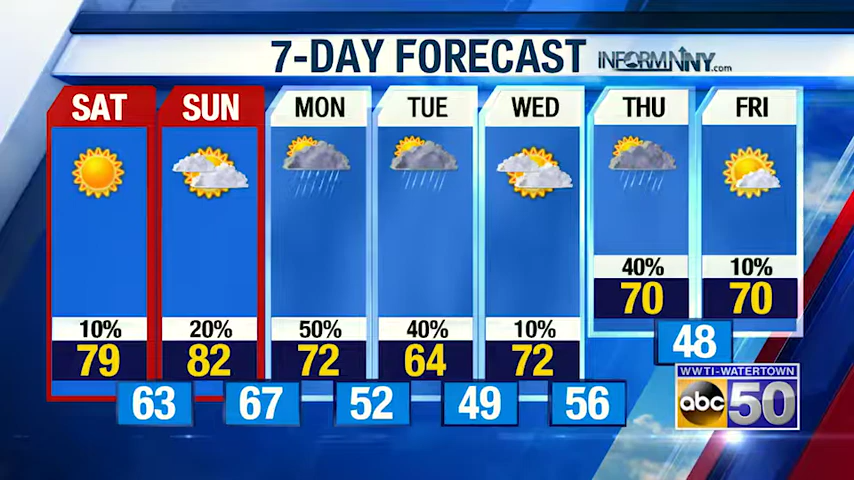 7-DAY FORECAST INFORMNNY.com
SAT SUN MON TUE WED THU FRI
40% 10%
70 70
10% 20% 50% 40% 10%
79 82 72 64 72
48
63 67 52 49 56
WWTI-WATERTOWN
abc 50